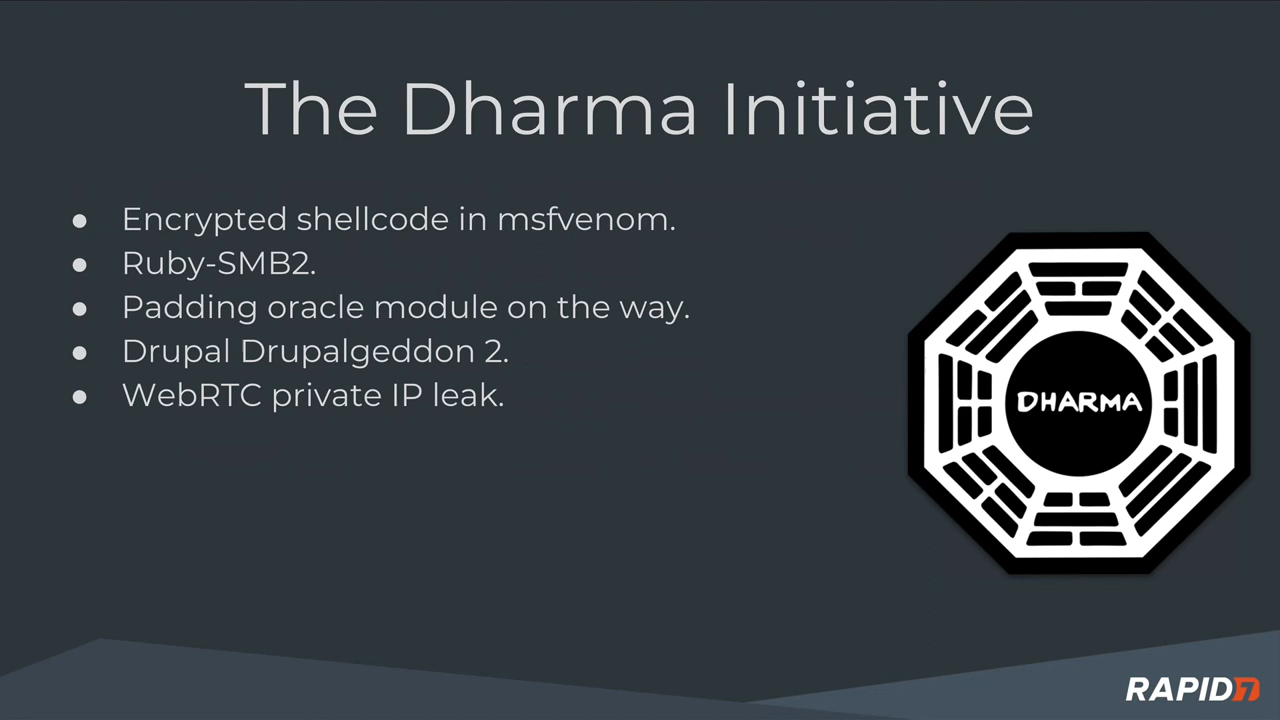 The Dharma Initiative
● Encrypted shellcode in msfvenom.
● Ruby-SMB2.
● Padding oracle module on the way.
● Drupal Drupalgeddon 2.
● WebRTC private IP leak.
DHARMA
RAPID7